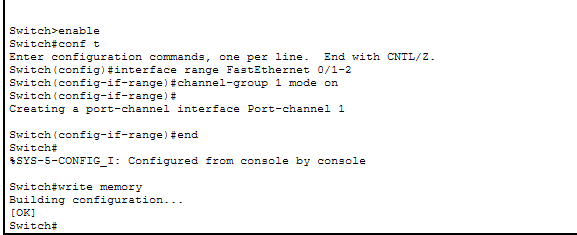 Switch>enable
Switch#conf t
Enter configuration commands, one per line.  End with CNTL/Z.
Switch(config)#interface range FastEthernet 0/1-2
Switch(config-if-range)#channel-group 1 mode on
Switch(config-if-range)#
Creating a port-channel interface Port-channel 1
Switch(config-if-range)#end
Switch#
%SYS-5-CONFIG_I: Configured from console by console
Switch#write memory
Building configuration...
[OK]
Switch#